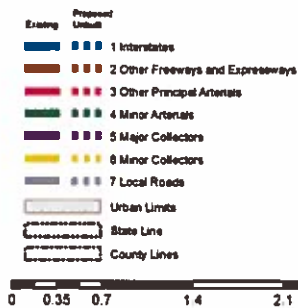 Existing Proposed Unbuilt
1 Interstates
2 Other Freeways and Expressways
3 Other Principal Arterials
4 Minor Arterials
5 Major Collectors
6 Minor Collectors
7 Local Roads
Urban Limits
State Line
County Lines
0 0.35 0.7 1.4 2.1